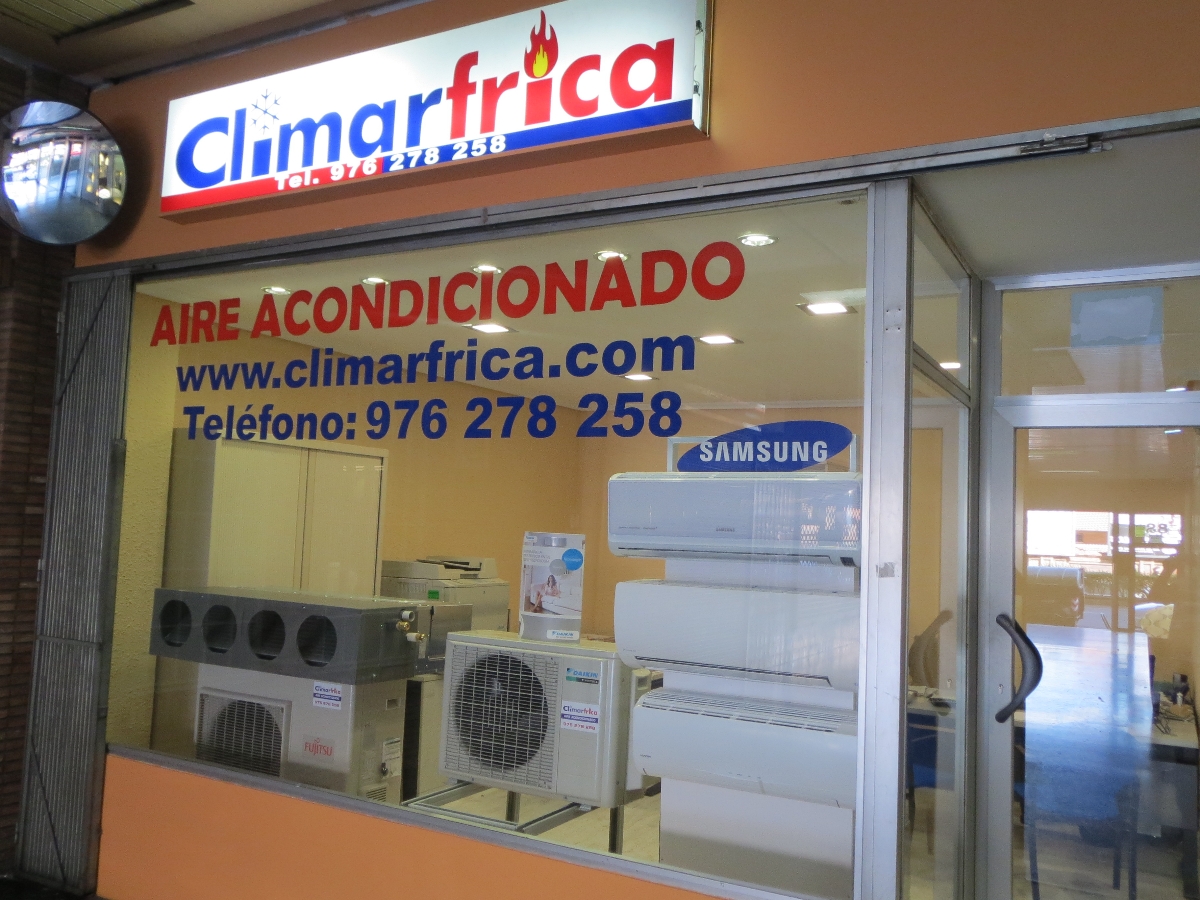 Climarfrica
Tel. 976 278 258
AIRE ACONDICIONADO
www.climarfrica.com
Teléfono: 976 278 258
SAMSUNG
DAIKIN
Climarfrica
Climarfrica
FUJITSU